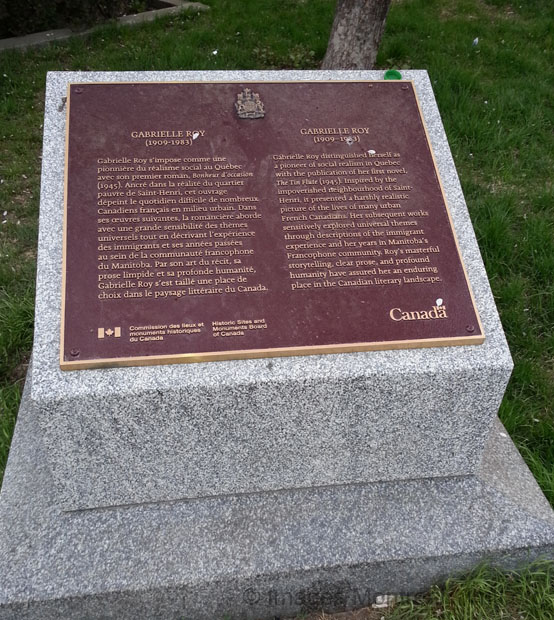 GABRIELLE ROY
(1909-1983)
Gabrielle Roy s'impose comme une
pionnière du réalisme social au Québec
avec son premier roman, Bonheur d'occasion
(1945). Ancré dans la réalité du quartier
pauvre de Saint-Henri, cet ouvrage
dépeint le quotidien difficile de nombreux
Canadiens français en milieu urbain. Dans
ses œuvres suivantes, la romancière aborde
avec une grande sensibilité des thèmes
universels tout en décrivant l'expérience
des immigrants et ses années passées
au sein de la communauté francophone
du Manitoba. Par son art du récit, sa
prose limpide et sa profonde humanité,
Gabrielle Roy s'est taillé une place de
choix dans le paysage littéraire du Canada.
GABRIELLE ROY
(1909-1983)
Gabrielle Roy distinguished herself as
a pioneer of social realism in Quebec
with the publication of her first novel,
The Tin Flute (1945). Inspired by the
impoverished neighbourhood of Saint-
Henri, it presented a harshly realistic
picture of the lives of many urban
French Canadians. Her subsequent works
sensitively explored universal themes
through descriptions of the immigrant
experience and her years in Manitoba's
Francophone community. Roy's masterful
storytelling, clear prose, and profound
humanity have assured her an enduring
place in the Canadian literary landscape.
Commission des lieux et
monuments historiques
du Canada
Historic Sites and
Monuments Board
of Canada
Canada
© Images Montréal